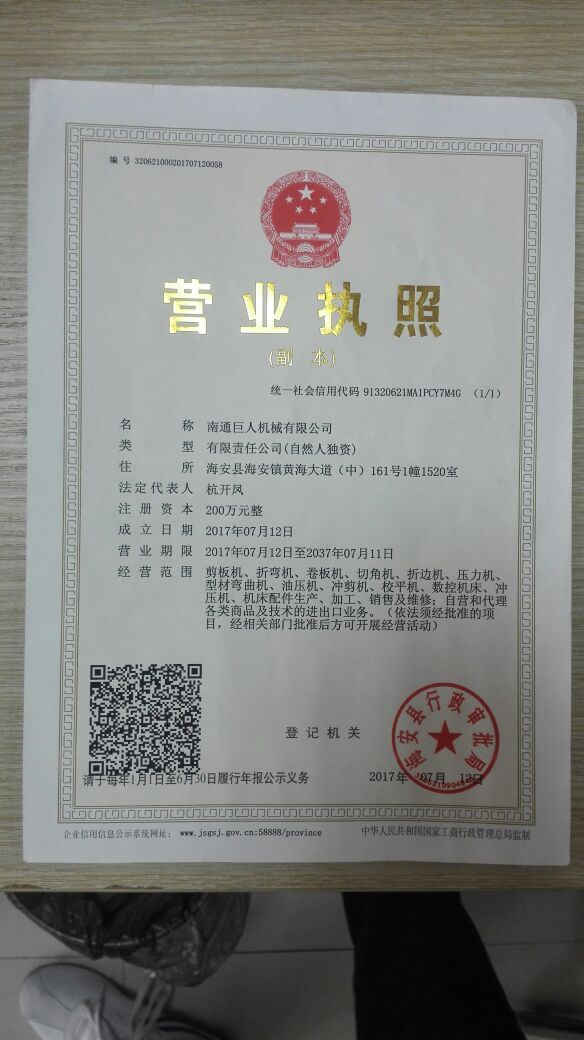 编 号 320621000201707120058
营业执照
(副 本)
统一社会信用代码 91320621MA1PCY7M4G (1/1)
名 称 南通巨人机械有限公司
类 型 有限责任公司(自然人独资)
住 所 海安县海安镇黄海大道（中）161号1幢1520室
法定代表人 杭开凤
注册资本 200万元整
成立日期 2017年07月12日
营业期限 2017年07月12日至2037年07月11日
经营范围 剪板机、折弯机、卷板机、切角机、折边机、压力机、
型材弯曲机、油压机、冲剪机、校平机、数控机床、冲
压机、机床配件生产、加工、销售及维修；自营和代理
各类商品及技术的进出口业务。（依法须经批准的项
目，经相关部门批准后方可开展经营活动）
登记机关
海安县行政审批局
请于每年1月1日至6月30日履行年报公示义务
2017年 07月 12日
企业信用信息公示系统网址： www.jsgsj.gov.cn:58888/province
中华人民共和国国家工商行政管理总局监制